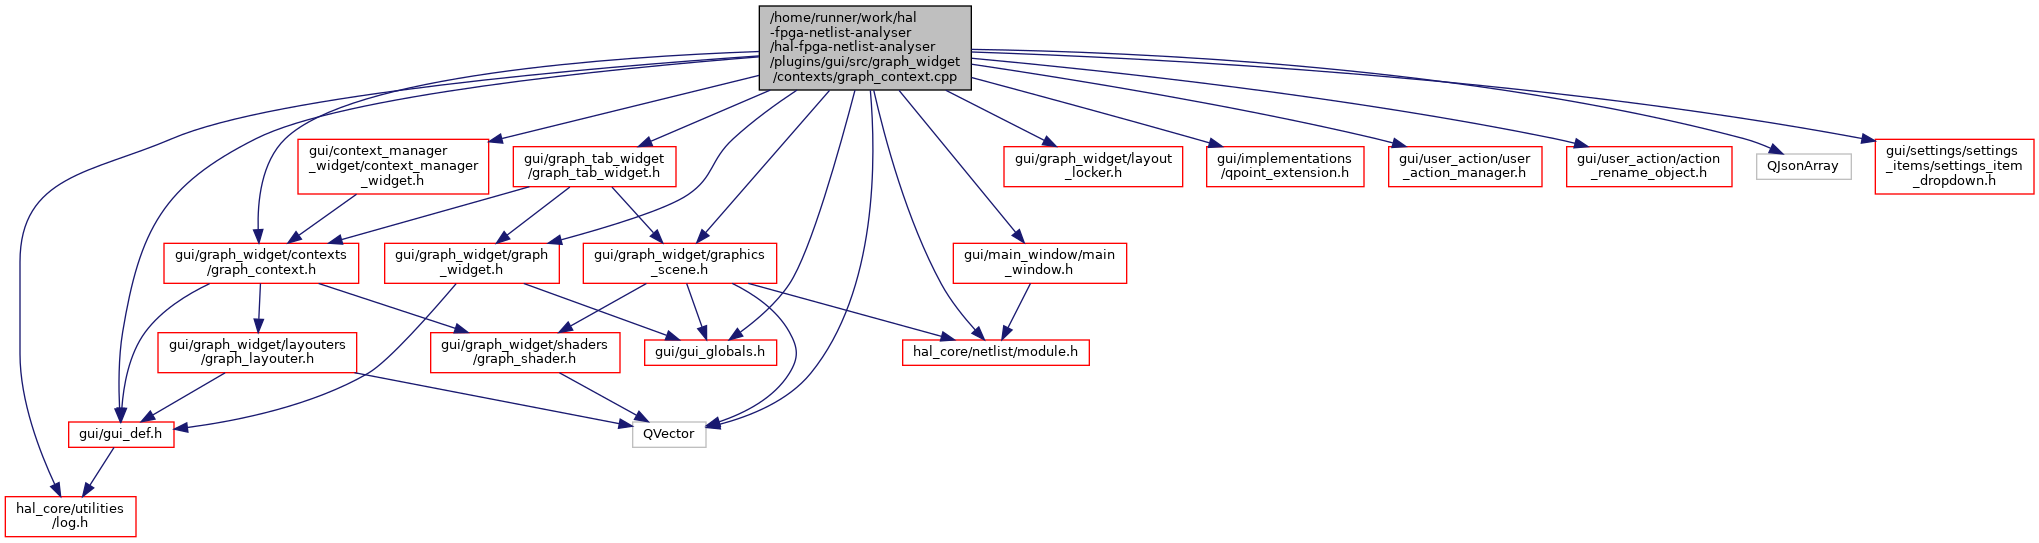 /home/runner/work/hal
-fpga-netlist-analyser
/hal-fpga-netlist-analyser
/plugins/gui/src/graph_widget
/contexts/graph_context.cpp
gui/context_manager
_widget/context_manager
_widget.h
gui/graph_tab_widget
/graph_tab_widget.h
gui/graph_widget/layout
_locker.h
gui/implementations
/qpoint_extension.h
gui/user_action/user
_action_manager.h
gui/user_action/action
_rename_object.h
QJsonArray
gui/settings/settings
_items/settings_item
_dropdown.h
gui/graph_widget/contexts
/graph_context.h
gui/graph_widget/graph
_widget.h
gui/graph_widget/graphics
_scene.h
gui/main_window/main
_window.h
gui/graph_widget/layouters
/graph_layouter.h
gui/graph_widget/shaders
/graph_shader.h
gui/gui_globals.h
hal_core/netlist/module.h
gui/gui_def.h
QVector
hal_core/utilities
/log.h